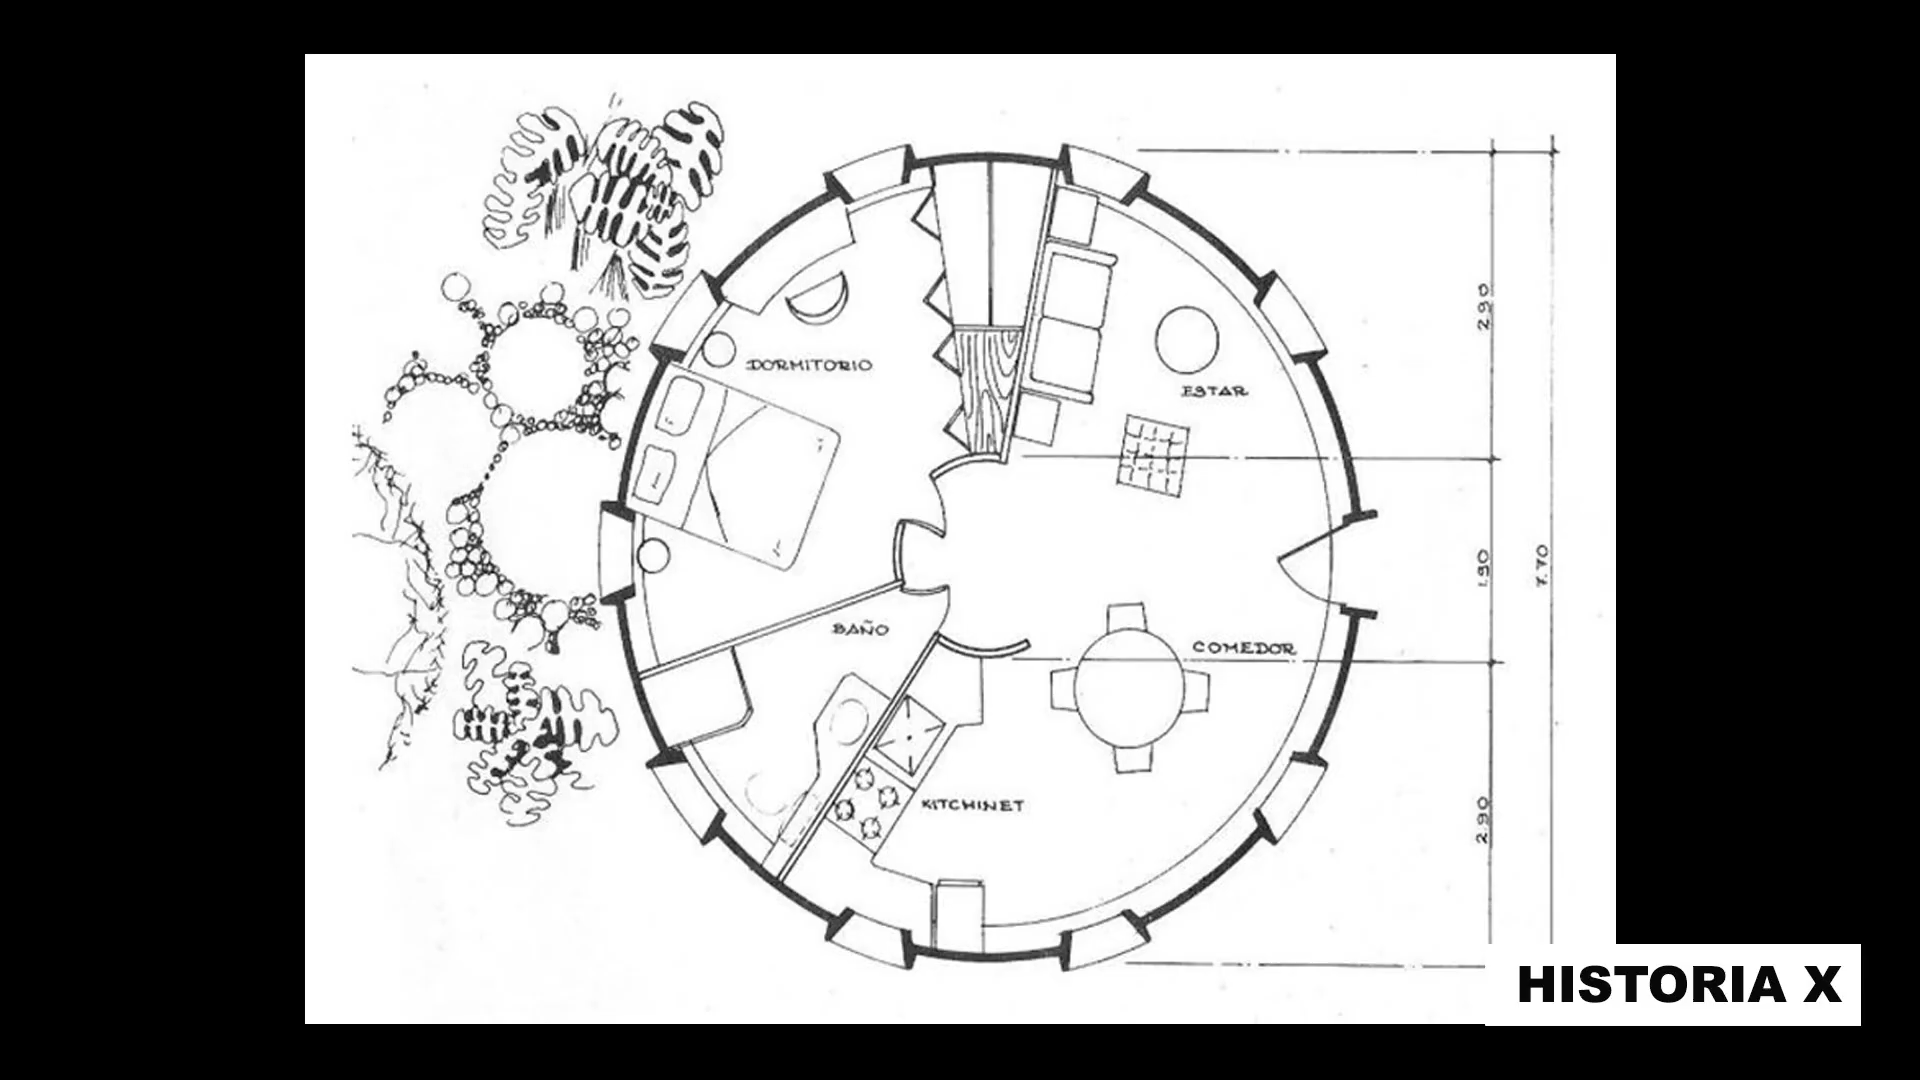 2.90
DORMITORIO
ESTAR
1.90
7.70
BAÑO
COMEDOR
KITCHINET
2.90
HISTORIA X